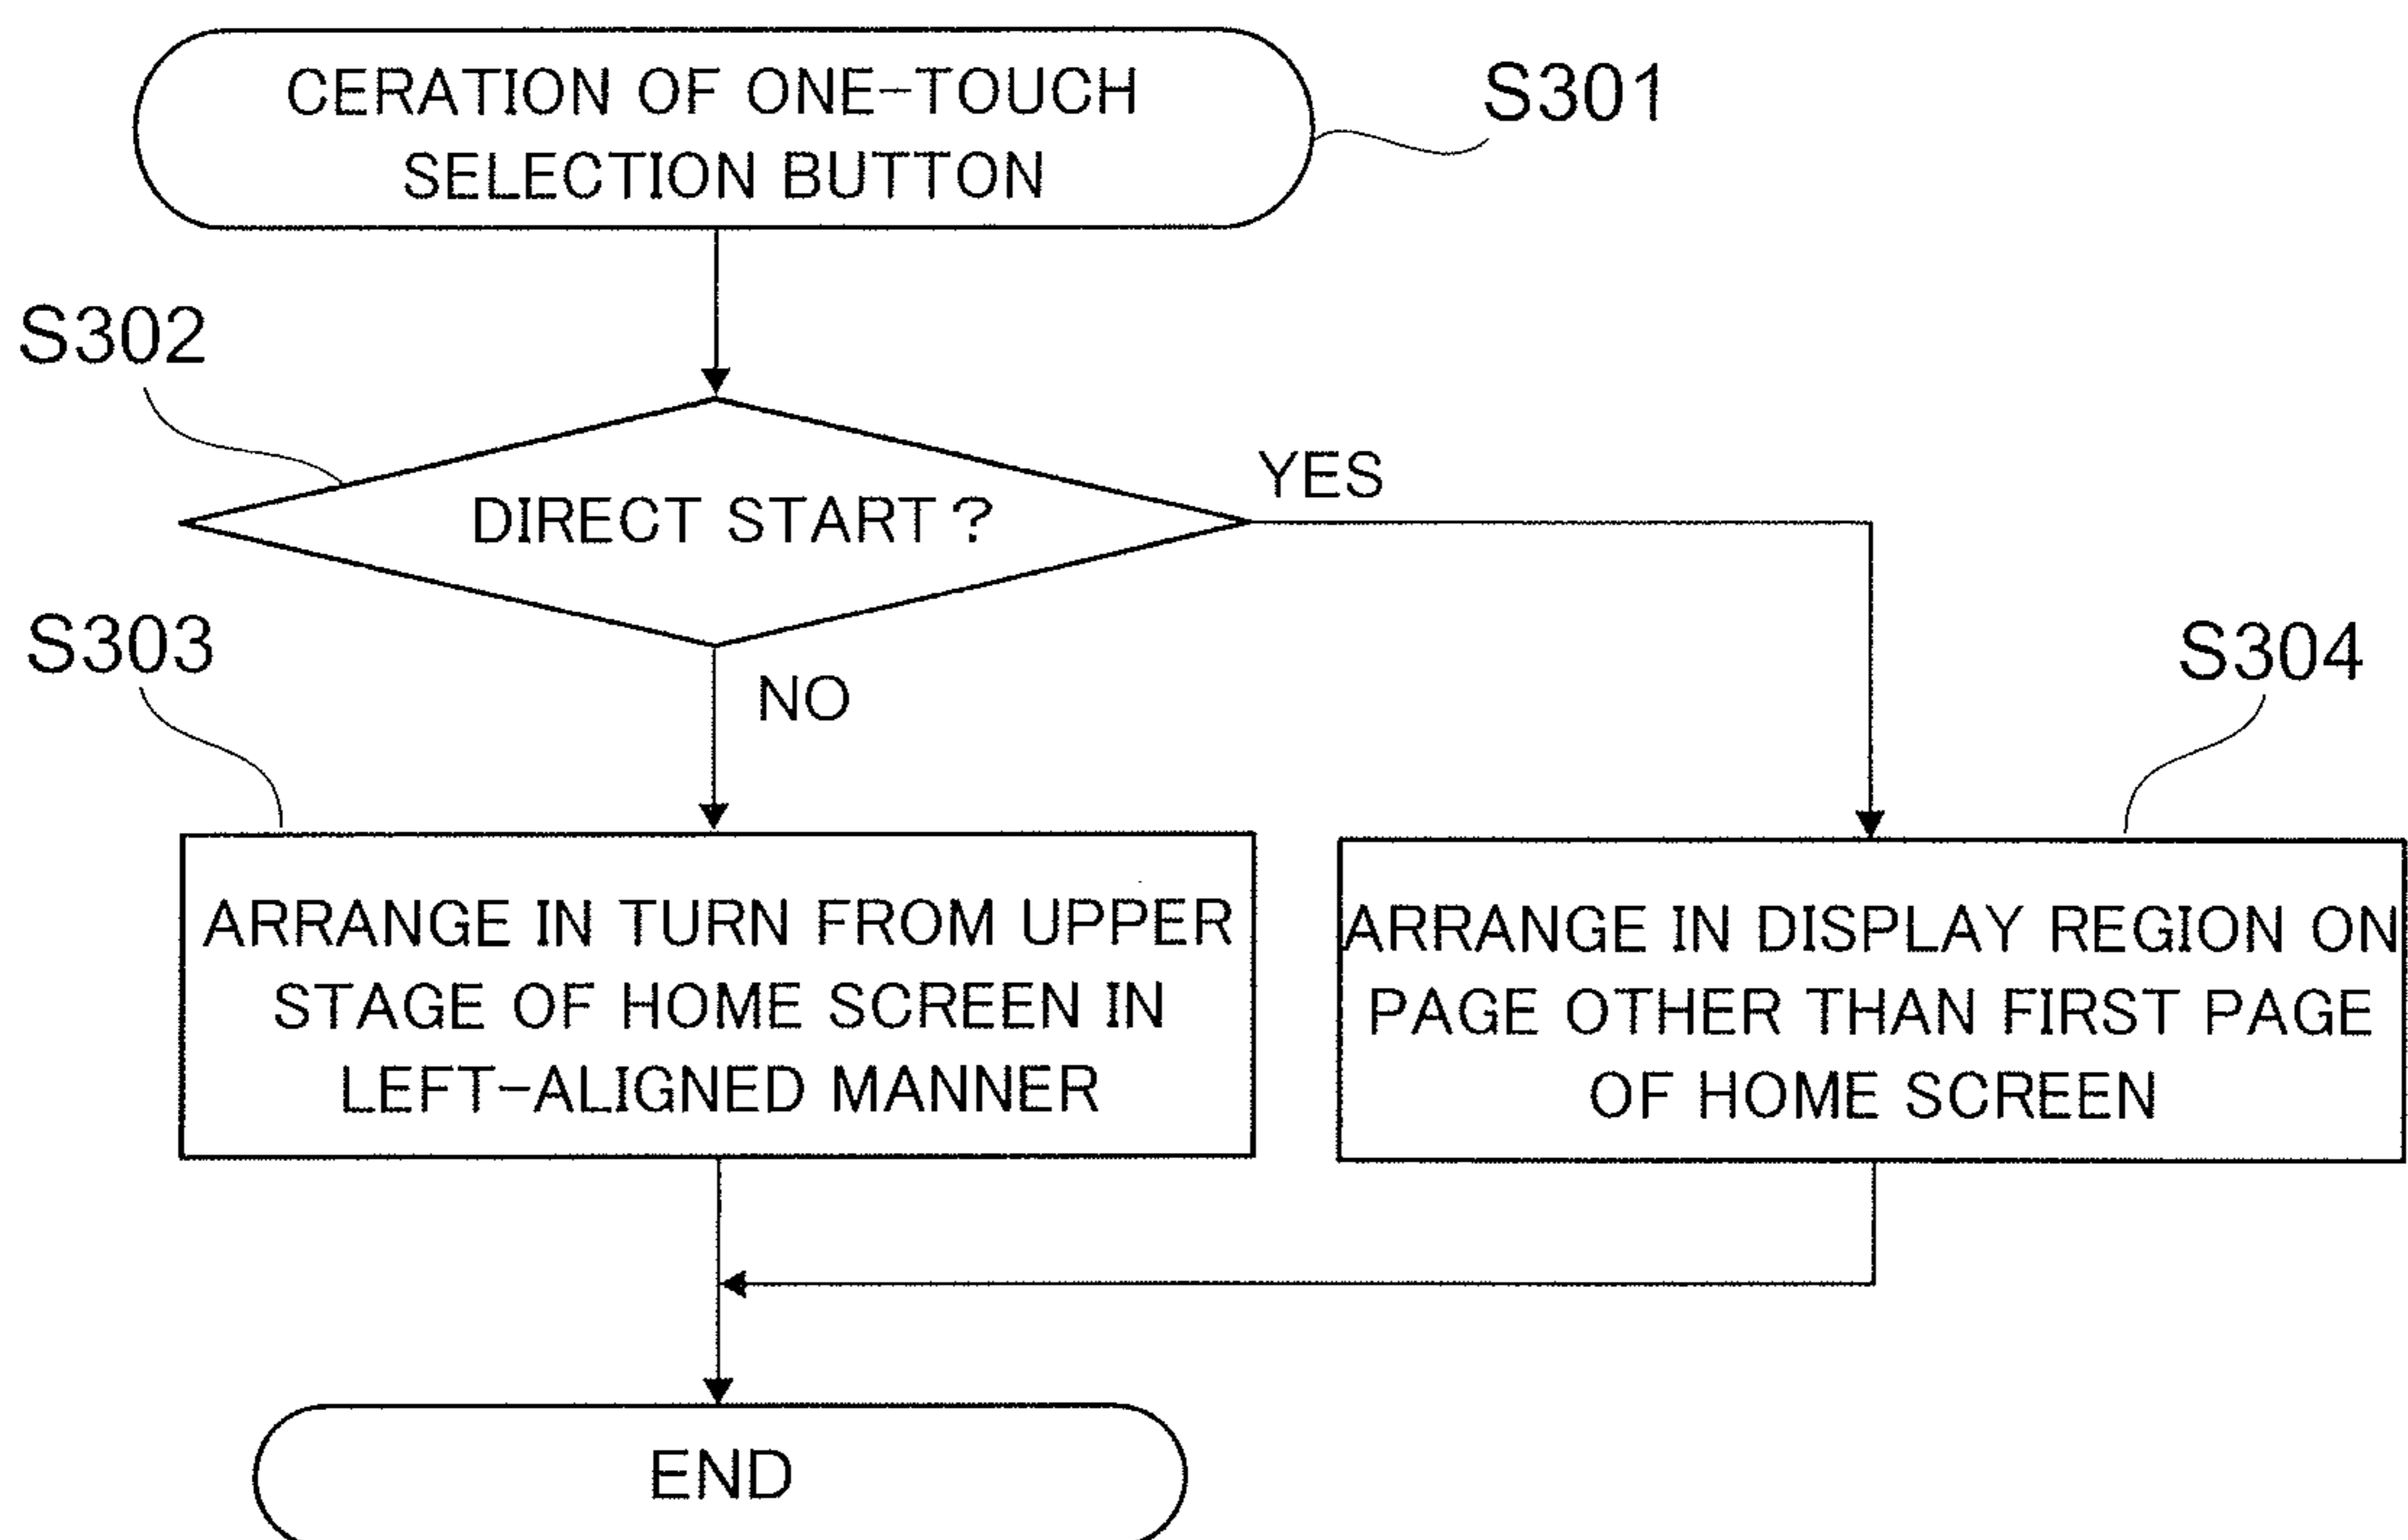 CERATION OF ONE-TOUCH
SELECTION BUTTON
S301
S302
DIRECT START?
YES
S303
NO
S304
ARRANGE IN TURN FROM UPPER
STAGE OF HOME SCREEN IN
LEFT-ALIGNED MANNER
ARRANGE IN DISPLAY REGION ON
PAGE OTHER THAN FIRST PAGE
OF HOME SCREEN
END